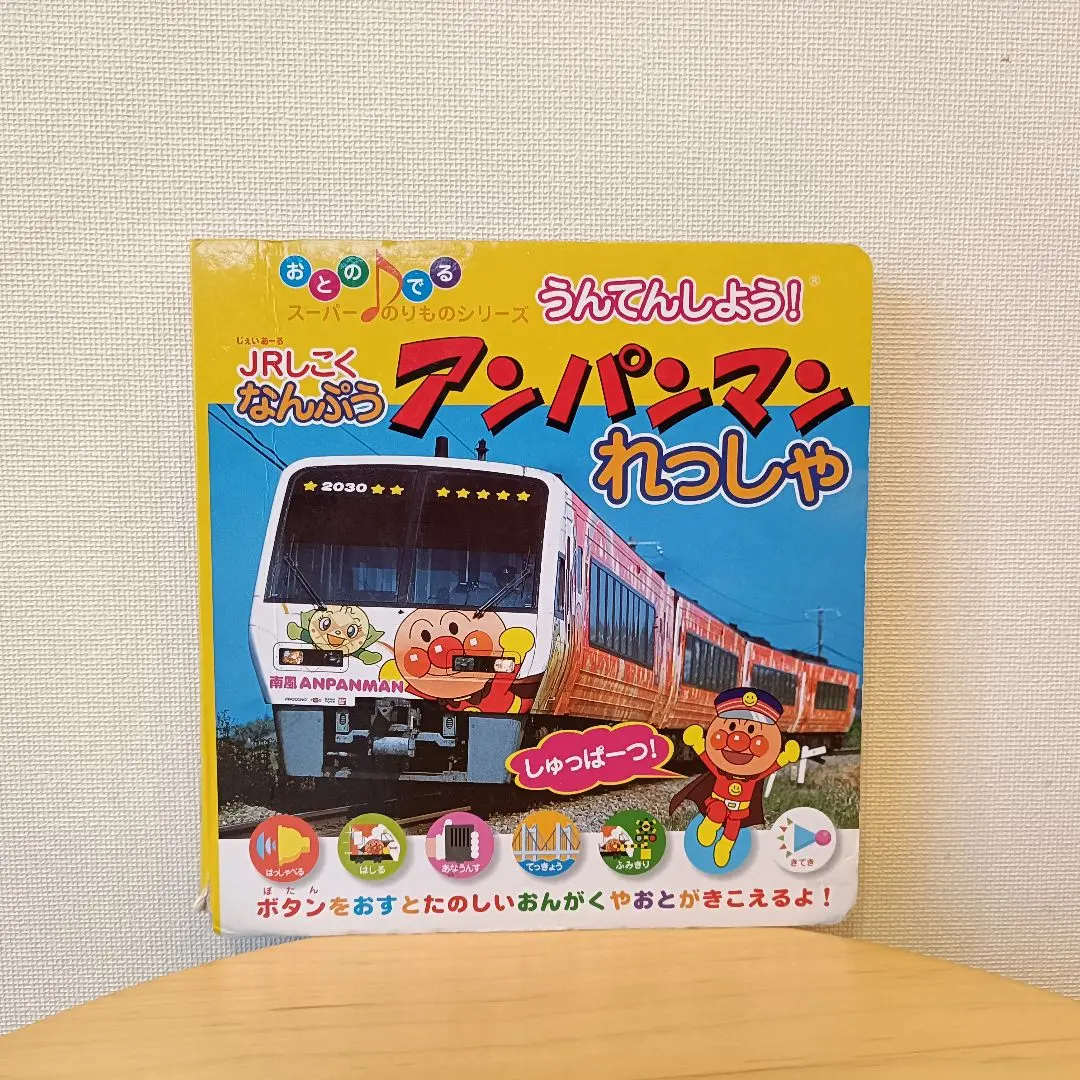 おとの♪でる
スーパーのりものシリーズ
うんてんしよう!®
じぇいあーる
JRしこく
なんぷう
アンパンマン
れっしゃ
★2030★★ ★★★★★
南風 ANPANMAN
しゅっぱーつ!
はっしゃべる
はしる
あなうんす
てっきょう
ふみきり
きてき
ぼたん
ボタンをおすとたのしいおんがくやおとがきこえるよ!